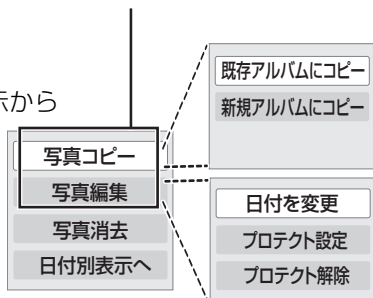 示から
写真コピー
写真編集
写真消去
日付別表示へ
既存アルバムにコピー
新規アルバムにコピー
日付を変更
プロテクト設定
プロテクト解除